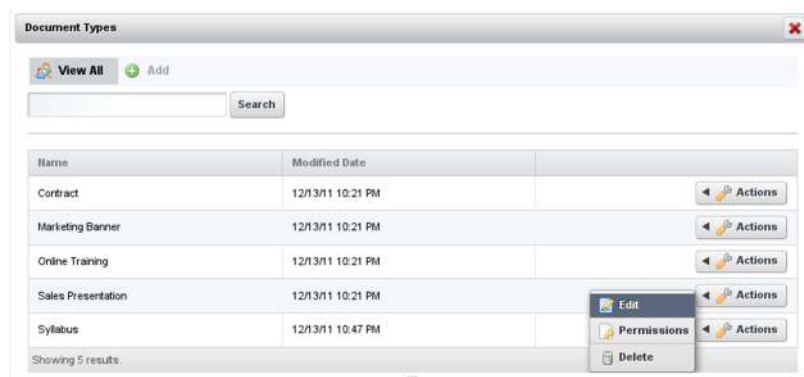 Document Types
View All Add
Search
Name Modified Date
Contract 12/13/11 10:21 PM Actions
Marketing Banner 12/13/11 10:21 PM Actions
Online Training 12/13/11 10:21 PM Actions
Sales Presentation 12/13/11 10:21 PM Actions
Edit
Syllabus 12/13/11 10:47 PM Permissions Actions
Showing 5 results. Delete